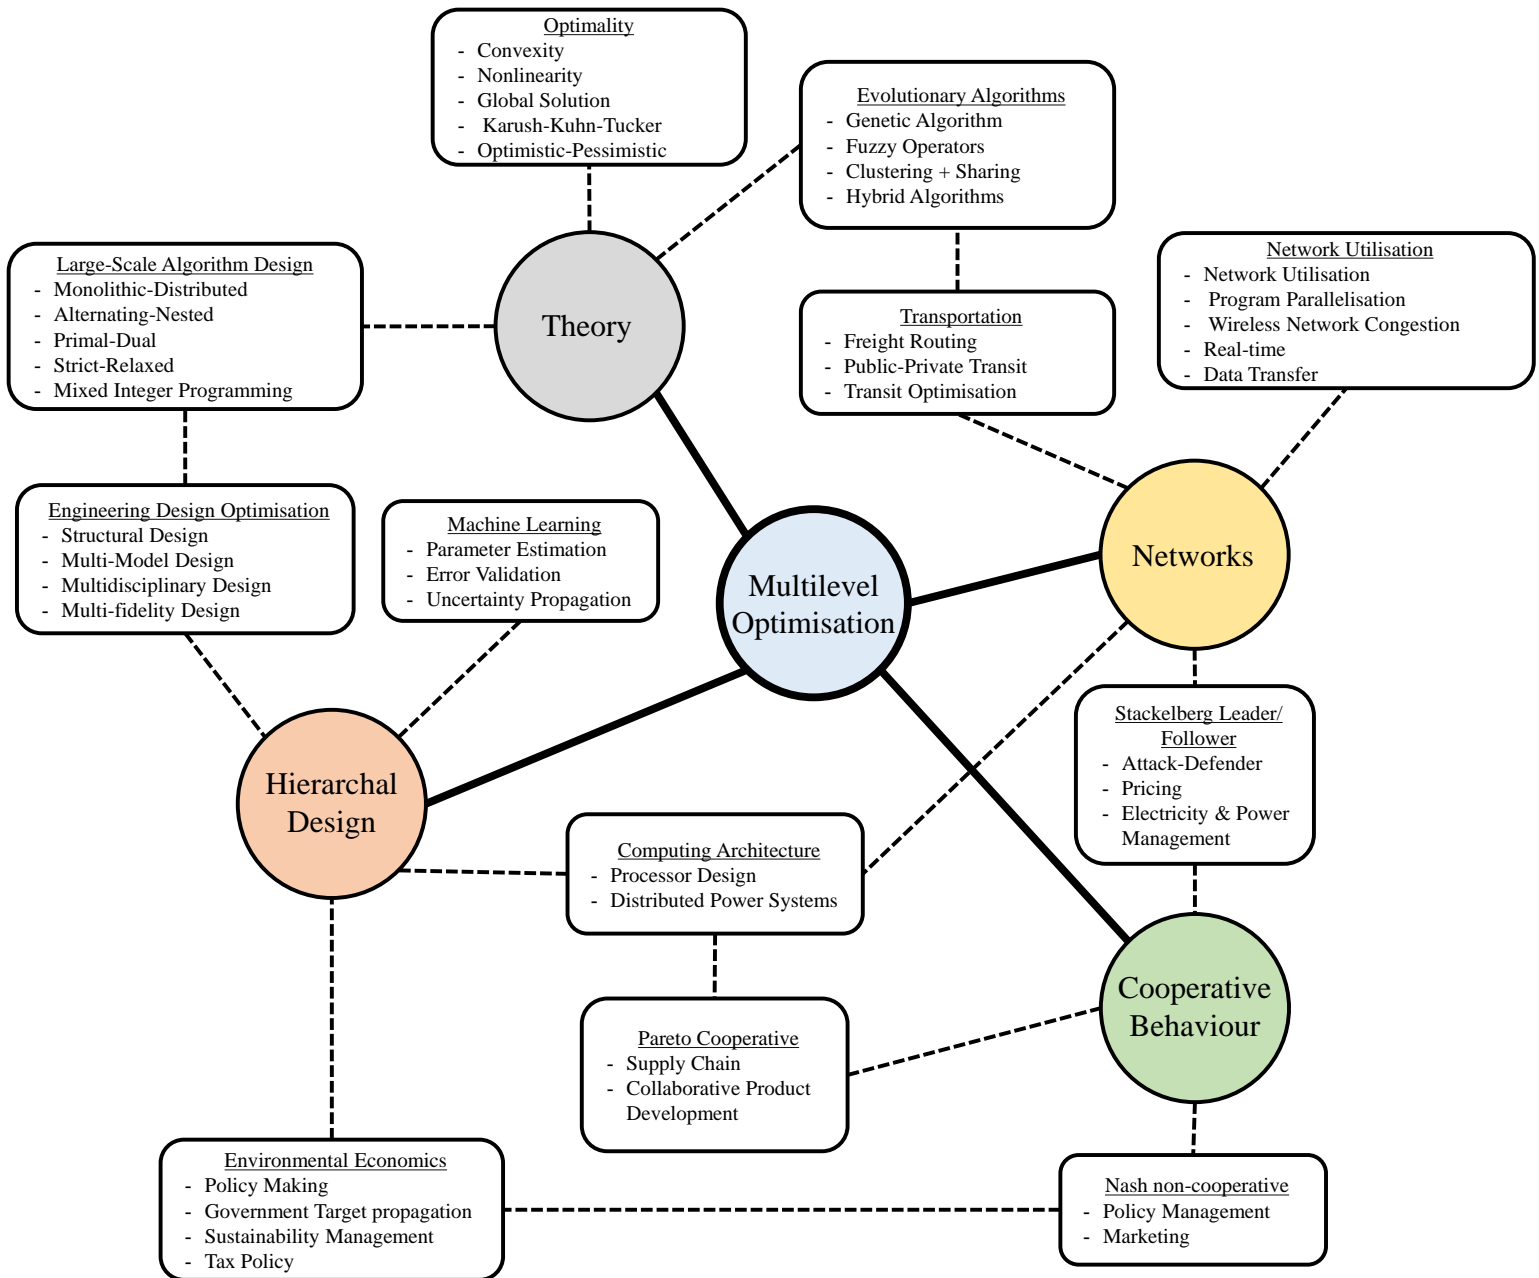 Optimality
- Convexity
- Nonlinearity
- Global Solution
- Karush-Kuhn-Tucker
- Optimistic-Pessimistic
Evolutionary Algorithms
- Genetic Algorithm
- Fuzzy Operators
- Clustering + Sharing
- Hybrid Algorithms
Large-Scale Algorithm Design
- Monolithic-Distributed
- Alternating-Nested
- Primal-Dual
- Strict-Relaxed
- Mixed Integer Programming
Theory
Transportation
- Freight Routing
- Public-Private Transit
- Transit Optimisation
Network Utilisation
- Network Utilisation
- Program Parallelisation
- Wireless Network Congestion
- Real-time
- Data Transfer
Engineering Design Optimisation
- Structural Design
- Multi-Model Design
- Multidisciplinary Design
- Multi-fidelity Design
Machine Learning
- Parameter Estimation
- Error Validation
- Uncertainty Propagation
Multilevel
Optimisation
Networks
Stackelberg Leader/
Follower
- Attack-Defender
- Pricing
- Electricity & Power
Management
Hierarchal
Design
Computing Architecture
- Processor Design
- Distributed Power Systems
Cooperative
Behaviour
Pareto Cooperative
- Supply Chain
- Collaborative Product
Development
Environmental Economics
- Policy Making
- Government Target propagation
- Sustainability Management
- Tax Policy
Nash non-cooperative
- Policy Management
- Marketing